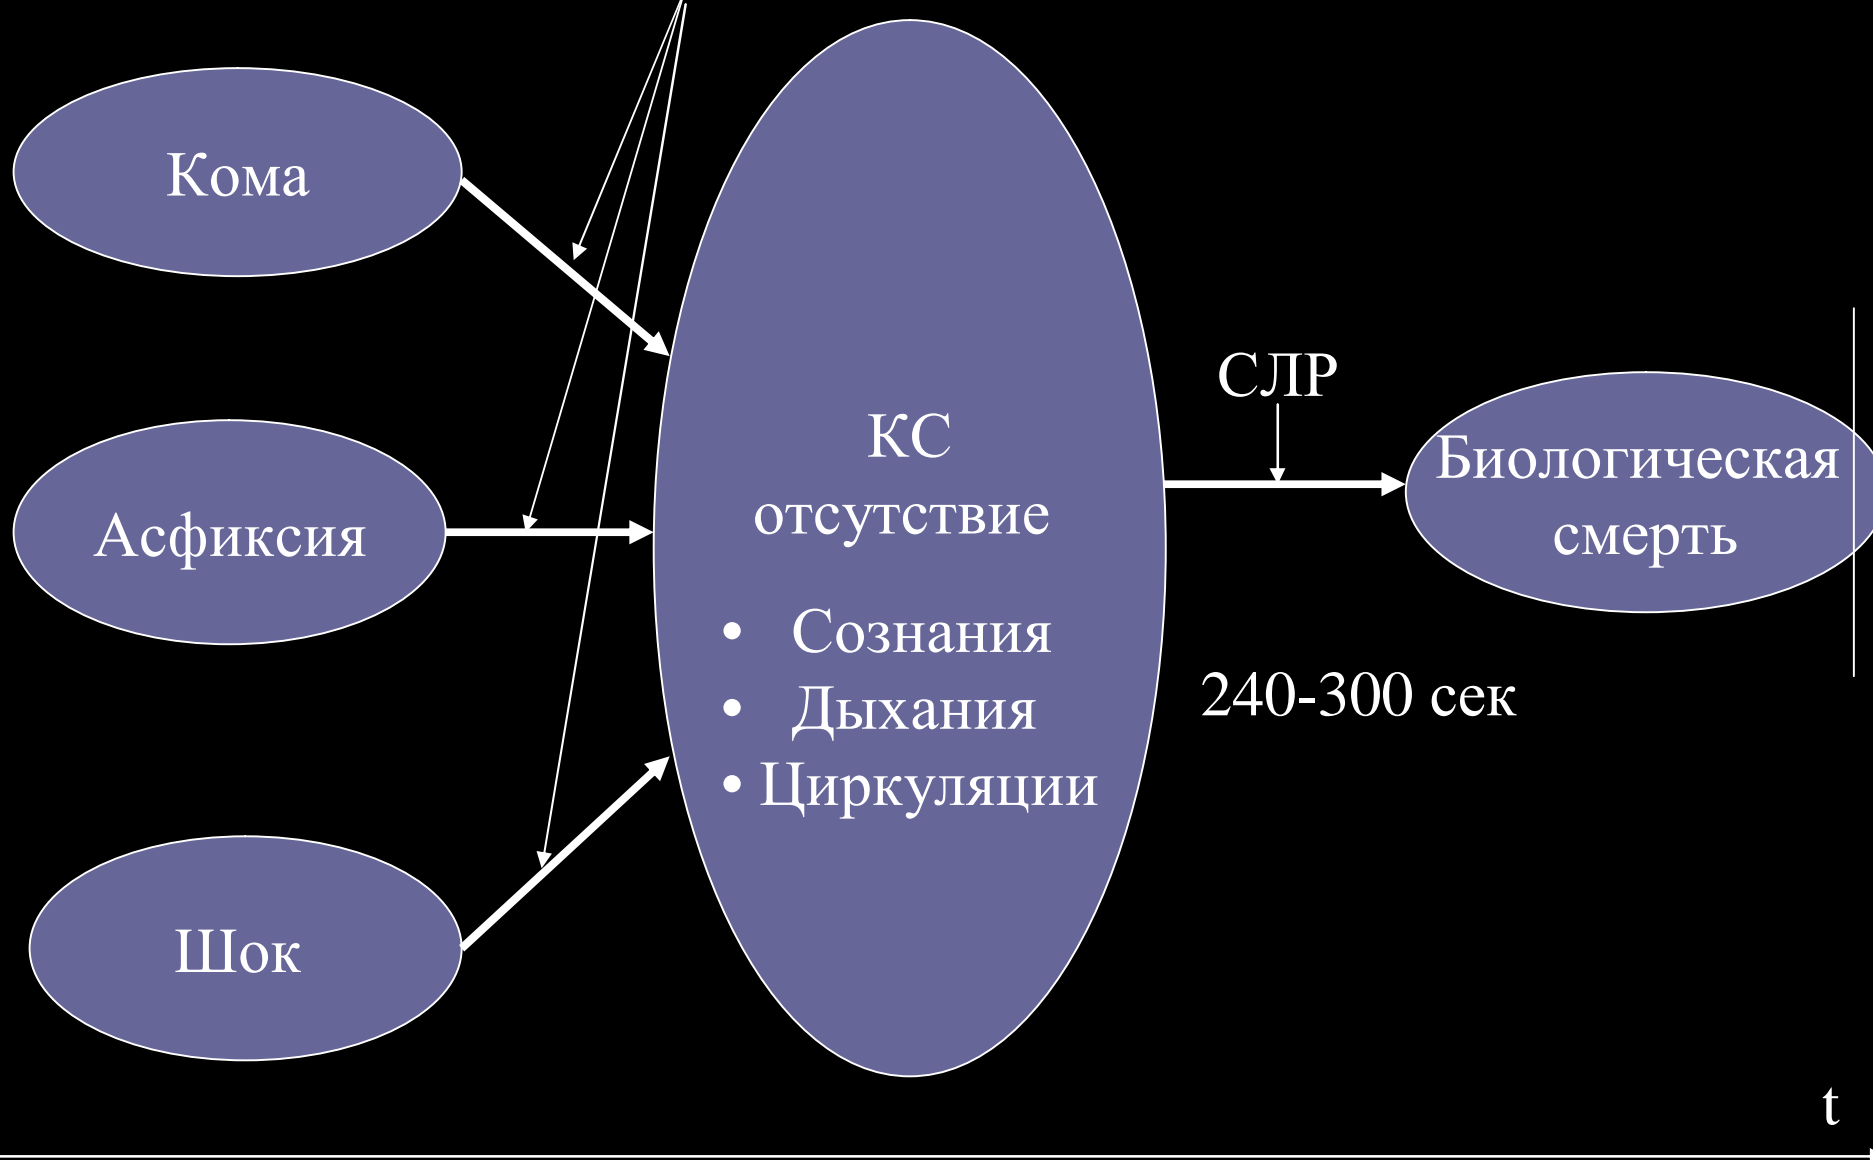 Кома
Асфиксия
Шок
КС
отсутствие
• Сознания
• Дыхания
• Циркуляции
СЛР
240-300 сек
Биологическая
смерть
t